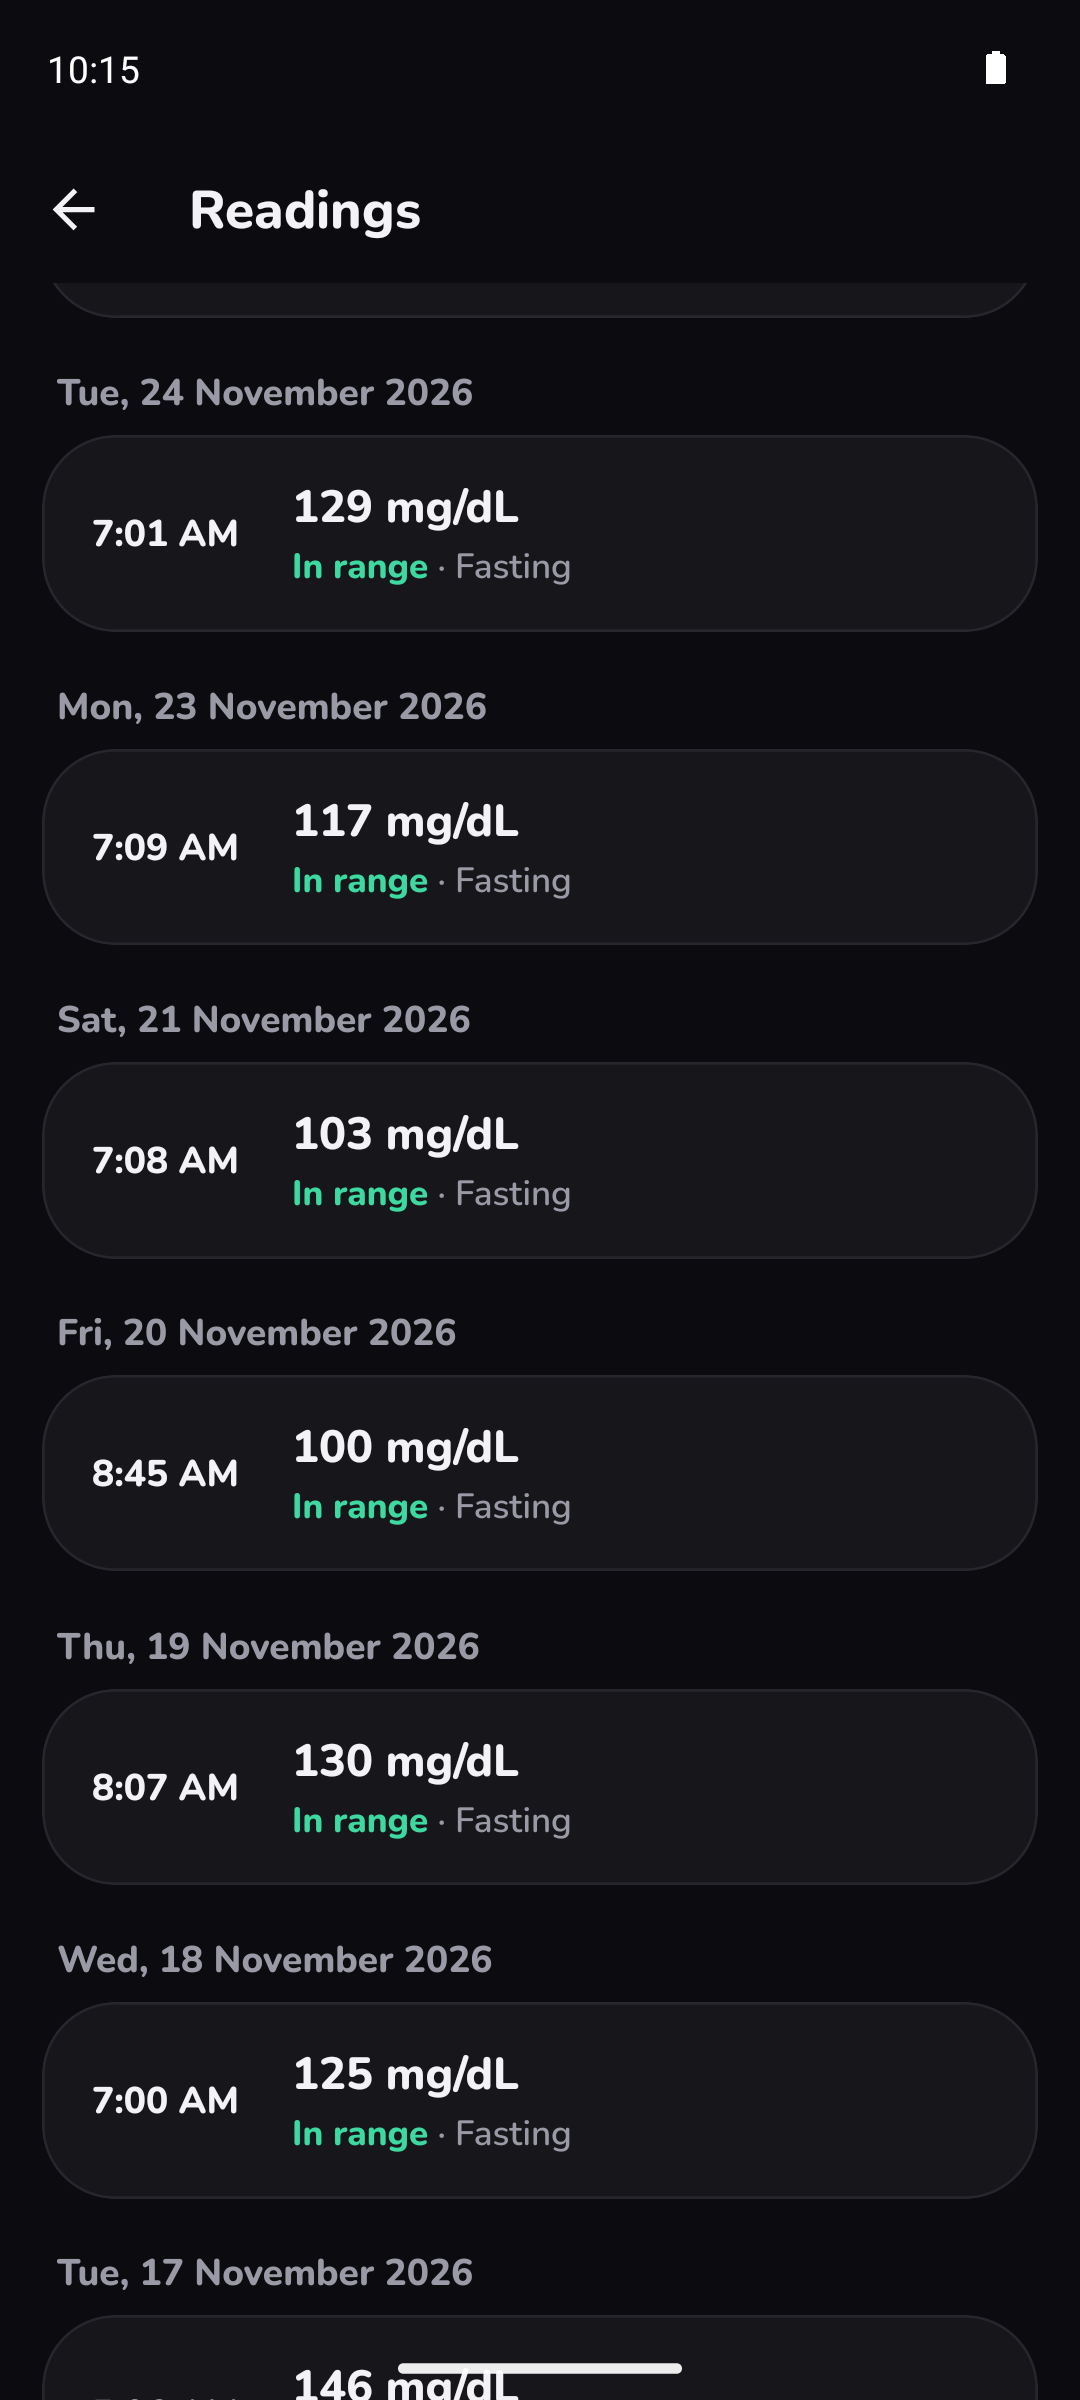 10:15
Readings
Tue, 24 November 2026
7:01 AM
129 mg/dL
In range · Fasting
Mon, 23 November 2026
7:09 AM
117 mg/dL
In range · Fasting
Sat, 21 November 2026
7:08 AM
103 mg/dL
In range · Fasting
Fri, 20 November 2026
8:45 AM
100 mg/dL
In range · Fasting
Thu, 19 November 2026
8:07 AM
130 mg/dL
In range · Fasting
Wed, 18 November 2026
7:00 AM
125 mg/dL
In range · Fasting
Tue, 17 November 2026
146 mg/dL